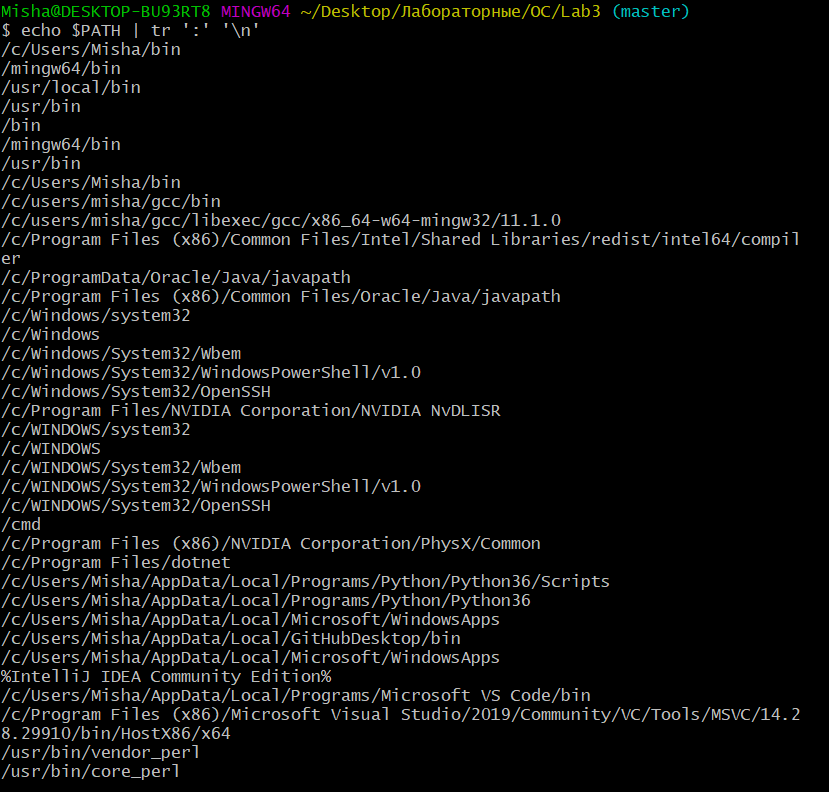 Misha@DESKTOP-BU93RT8 MINGW64 ~/Desktop/Лабораторные/ОС/Lab3 (master)
$ echo $PATH | tr ':' '\n'
/c/Users/Misha/bin
/mingw64/bin
/usr/local/bin
/usr/bin
/bin
/mingw64/bin
/usr/bin
/c/Users/Misha/bin
/c/users/misha/gcc/bin
/c/users/misha/gcc/libexec/gcc/x86_64-w64-mingw32/11.1.0
/c/Program Files (x86)/Common Files/Intel/Shared Libraries/redist/intel64/compil
er
/c/ProgramData/Oracle/Java/javapath
/c/Program Files (x86)/Common Files/Oracle/Java/javapath
/c/Windows/system32
/c/Windows
/c/Windows/System32/Wbem
/c/Windows/System32/WindowsPowerShell/v1.0
/c/Windows/System32/OpenSSH
/c/Program Files/NVIDIA Corporation/NVIDIA NvDLISR
/c/WINDOWS/system32
/c/WINDOWS
/c/WINDOWS/System32/Wbem
/c/WINDOWS/System32/WindowsPowerShell/v1.0
/c/WINDOWS/System32/OpenSSH
/cmd
/c/Program Files (x86)/NVIDIA Corporation/PhysX/Common
/c/Program Files/dotnet
/c/Users/Misha/AppData/Local/Programs/Python/Python36/Scripts
/c/Users/Misha/AppData/Local/Programs/Python/Python36
/c/Users/Misha/AppData/Local/Microsoft/WindowsApps
/c/Users/Misha/AppData/Local/GitHubDesktop/bin
/c/Users/Misha/AppData/Local/Microsoft/WindowsApps
%IntelliJ IDEA Community Edition%
/c/Users/Misha/AppData/Local/Programs/Microsoft VS Code/bin
/c/Program Files (x86)/Microsoft Visual Studio/2019/Community/VC/Tools/MSVC/14.2
8.29910/bin/HostX86/x64
/usr/bin/vendor_perl
/usr/bin/core_perl